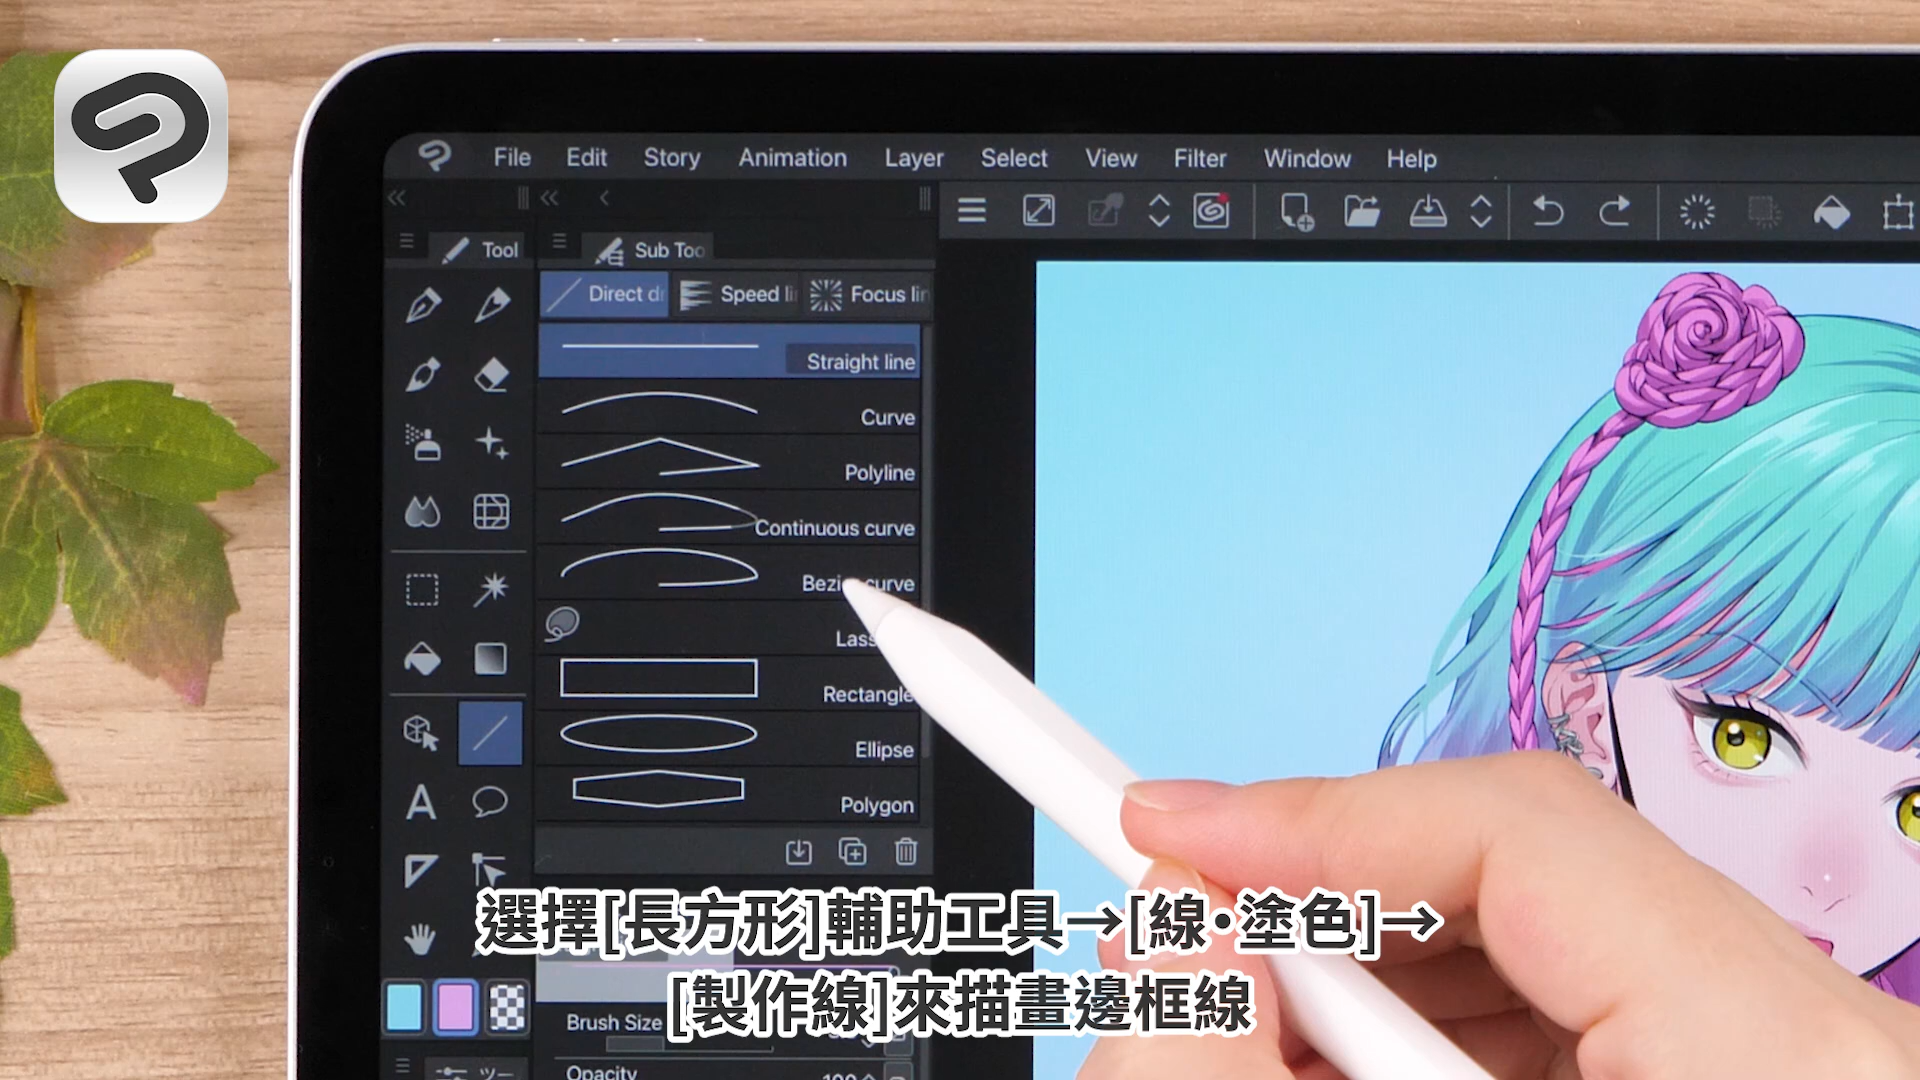 File Edit Story Animation Layer Select View Filter Window Help
Tool
Sub Too
Direct dr
Speed li
Focus lin
Straight line
Curve
Polyline
Continuous curve
curve
Rectangle
Ellipse
Polygon
選擇[長方形]輔助工具→[線•塗色]→
[製作線]來描畫邊框線
Brush Size
Opacity
ツー